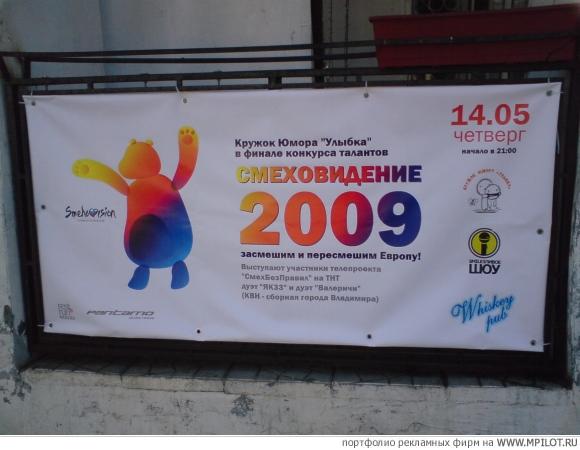 14.05
четверг
начало в 21:00
Кружок Юмора "Улыбка"
в финале конкурса талантов
СМЕХОВИДЕНИЕ
2009
засмешим и пересмешим Европу!
Выступают участники телепроекта
"СмехБезПравил" на ТНТ
дуэт "ЯКЗЗ" и дуэт "Валеричи"
(КВН - сборная города Владимира)
Smehovision
ШОУ
Whiskey
pub
Pantamo
портфолио рекламных фирм на WWW.MPILOT.RU